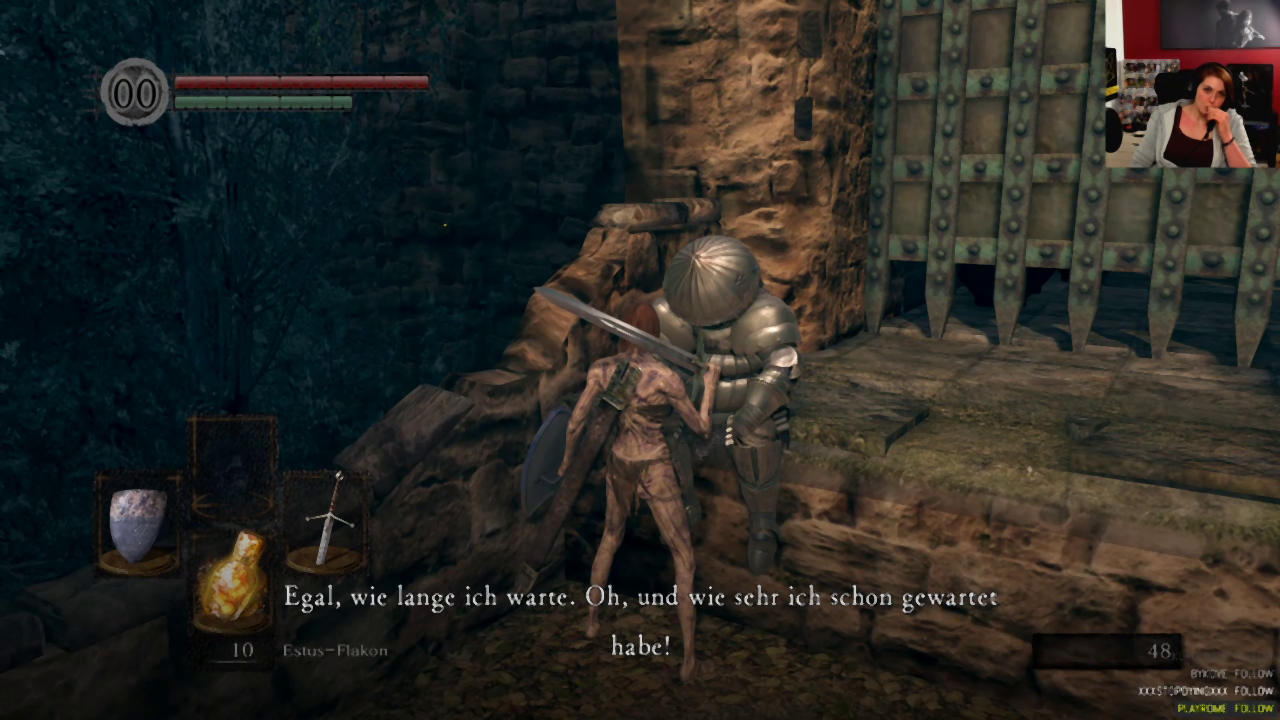 00
Egal, wie lange ich warte. Oh, und wie sehr ich schon gewartet
habe!
10 Estus-Flakon
48
FOLLOW
FOLLOW
PLAYROME FOLLOW